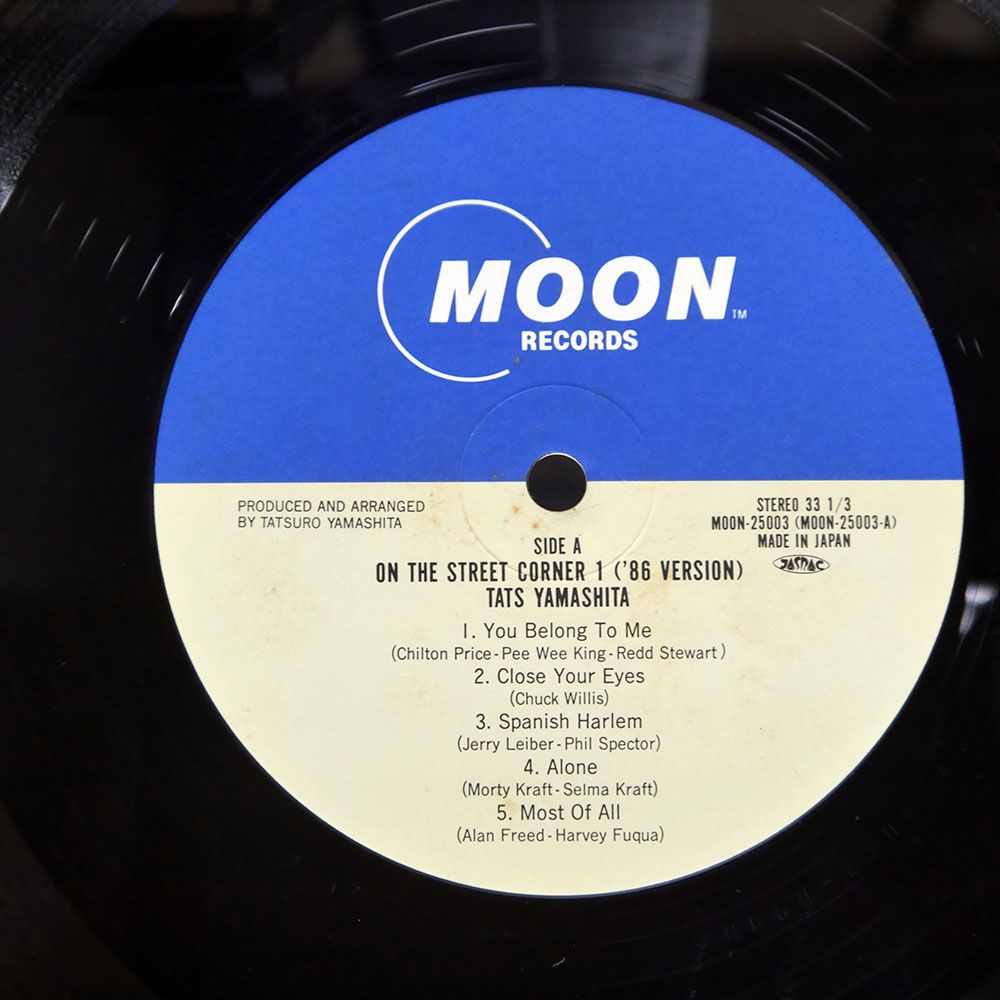 MOON TM
RECORDS
PRODUCED AND ARRANGED
BY TATSURO YAMASHITA
STEREO 33 1/3
MOON-25003 (MOON-25003-A)
MADE IN JAPAN
JASRAC
SIDE A
ON THE STREET CORNER 1 ('86 VERSION)
TATS YAMASHITA
1. You Belong To Me
(Chilton Price-Pee Wee King-Redd Stewart)
2. Close Your Eyes
(Chuck Willis)
3. Spanish Harlem
(Jerry Leiber-Phil Spector)
4. Alone
(Morty Kraft-Selma Kraft)
5. Most Of All
(Alan Freed-Harvey Fuqua)